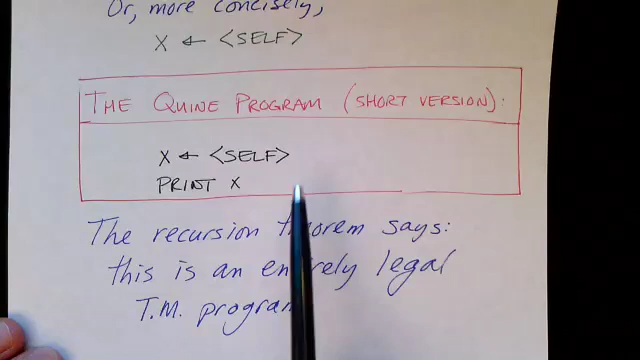 Or, more concisely,
X ← <SELF>
THE QUINE PROGRAM (SHORT VERSION):
X ← <SELF>
PRINT X
The recursion theorem says:
this is an entirely legal
T.M. program